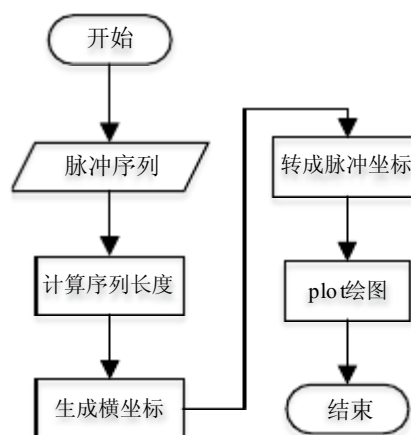 开始
脉冲序列
计算序列长度
生成横坐标
转成脉冲坐标
plot绘图
结束